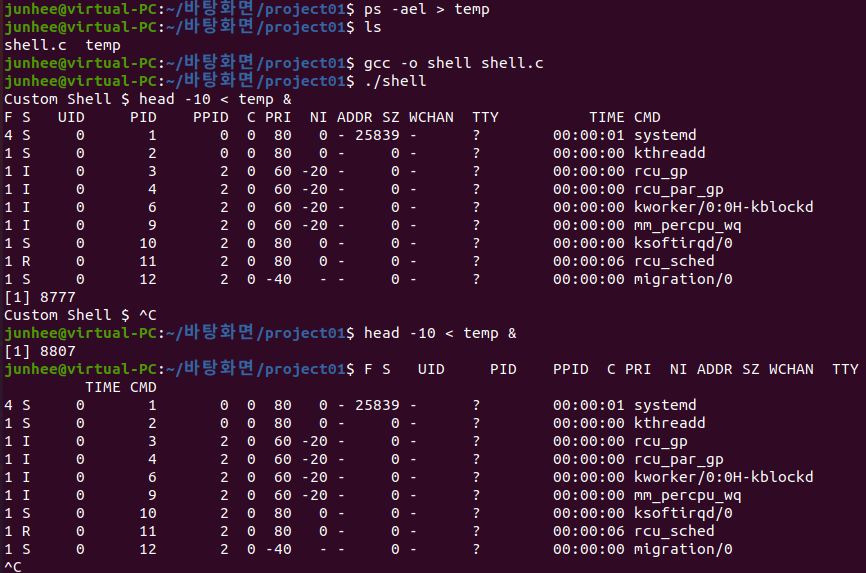 junhee@virtual-PC:~/바탕화면/project01$ ps -ael > temp
junhee@virtual-PC:~/바탕화면/project01$ ls
shell.c  temp
junhee@virtual-PC:~/바탕화면/project01$ gcc -o shell shell.c
junhee@virtual-PC:~/바탕화면/project01$ ./shell
Custom Shell $ head -10 < temp &
F S   UID     PID    PPID  C PRI  NI ADDR SZ WCHAN  TTY          TIME CMD
4 S     0       1       0  0  80   0 - 25839 -      ?        00:00:01 systemd
1 S     0       2       0  0  80   0 -     0 -      ?        00:00:00 kthreadd
1 I     0       3       2  0  60 -20 -     0 -      ?        00:00:00 rcu_gp
1 I     0       4       2  0  60 -20 -     0 -      ?        00:00:00 rcu_par_gp
1 I     0       6       2  0  60 -20 -     0 -      ?        00:00:00 kworker/0:0H-kblockd
1 I     0       9       2  0  60 -20 -     0 -      ?        00:00:00 mm_percpu_wq
1 S     0      10       2  0  80   0 -     0 -      ?        00:00:00 ksoftirqd/0
1 R     0      11       2  0  80   0 -     0 -      ?        00:00:06 rcu_sched
1 S     0      12       2  0 -40   - -     0 -      ?        00:00:00 migration/0
[1] 8777
Custom Shell $ ^C
junhee@virtual-PC:~/바탕화면/project01$ head -10 < temp &
[1] 8807
junhee@virtual-PC:~/바탕화면/project01$ F S   UID     PID    PPID  C PRI  NI ADDR SZ WCHAN  TTY
         TIME CMD
4 S     0       1       0  0  80   0 - 25839 -      ?        00:00:01 systemd
1 S     0       2       0  0  80   0 -     0 -      ?        00:00:00 kthreadd
1 I     0       3       2  0  60 -20 -     0 -      ?        00:00:00 rcu_gp
1 I     0       4       2  0  60 -20 -     0 -      ?        00:00:00 rcu_par_gp
1 I     0       6       2  0  60 -20 -     0 -      ?        00:00:00 kworker/0:0H-kblockd
1 I     0       9       2  0  60 -20 -     0 -      ?        00:00:00 mm_percpu_wq
1 S     0      10       2  0  80   0 -     0 -      ?        00:00:00 ksoftirqd/0
1 R     0      11       2  0  80   0 -     0 -      ?        00:00:06 rcu_sched
1 S     0      12       2  0 -40   - -     0 -      ?        00:00:00 migration/0
^C